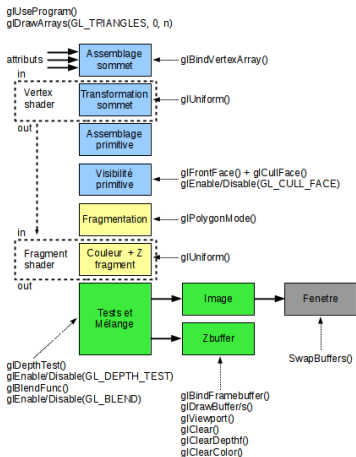 glUseProgram()
glDrawArrays(GL_TRIANGLES, 0, n)
attributs
Assemblage
sommet
glBindVertexArray()
in
Vertex
shader
Transformation
sommet
glUniform()
out
Assemblage
primitive
Visibilité
primitive
glFrontFace() + glCullFace()
glEnable/Disable(GL_CULL_FACE)
Fragmentation
glPolygonMode()
in
Fragment
shader
Couleur + Z
fragment
glUniform()
out
Tests et
Mélange
Image
Fenetre
Zbuffer
SwapBuffers()
glDepthTest()
glEnable/Disable(GL_DEPTH_TEST)
glBlendFunc()
glEnable/Disable(GL_BLEND)
glBindFramebuffer()
glDrawBuffer/s()
glViewport()
glClear()
glClearDepthf()
glClearColor()